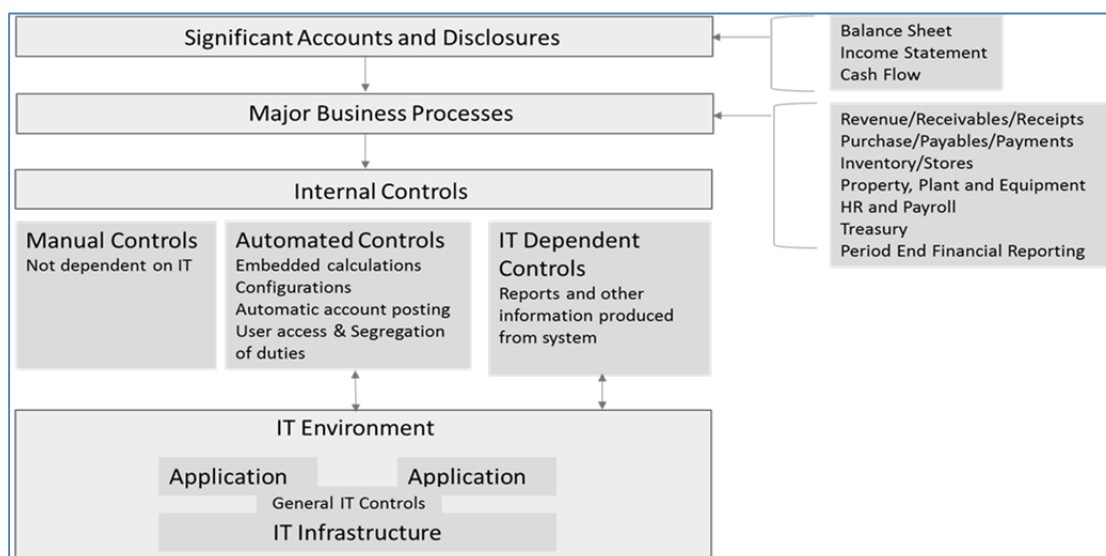 Significant Accounts and Disclosures
Balance Sheet
Income Statement
Cash Flow
Major Business Processes
Revenue/Receivables/Receipts
Purchase/Payables/Payments
Inventory/Stores
Property, Plant and Equipment
HR and Payroll
Treasury
Period End Financial Reporting
Internal Controls
Manual Controls
Not dependent on IT
Automated Controls
Embedded calculations
Configurations
Automatic account posting
User access & Segregation
of duties
IT Dependent
Controls
Reports and other
information produced
from system
IT Environment
Application
Application
General IT Controls
IT Infrastructure